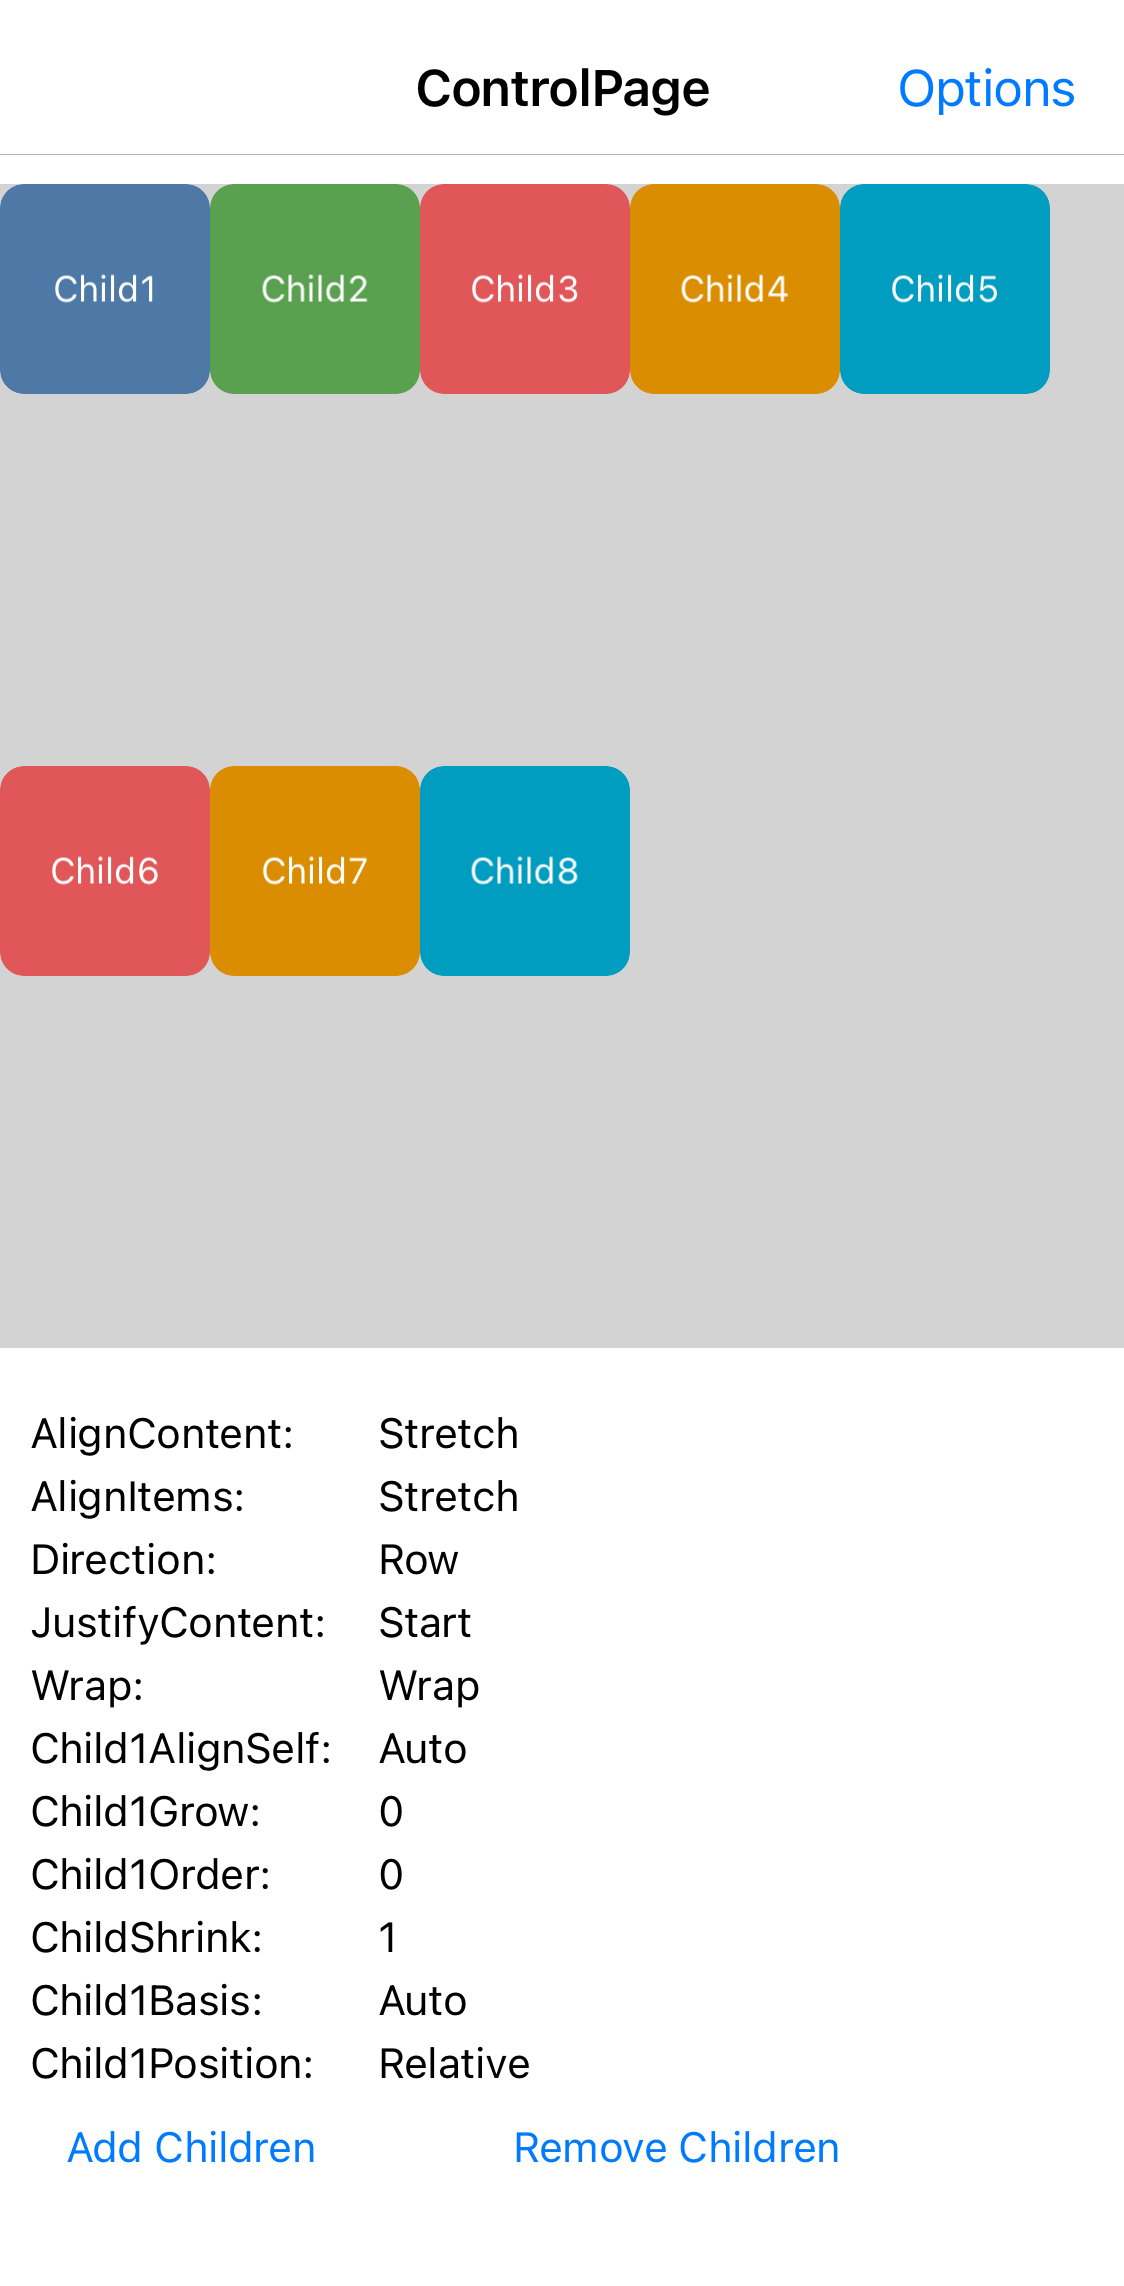 ControlPage Options
Child1 Child2 Child3 Child4 Child5
Child6 Child7 Child8
AlignContent: Stretch
AlignItems: Stretch
Direction: Row
JustifyContent: Start
Wrap: Wrap
Child1AlignSelf: Auto
Child1Grow: 0
Child1Order: 0
ChildShrink: 1
Child1Basis: Auto
Child1Position: Relative
Add Children Remove Children